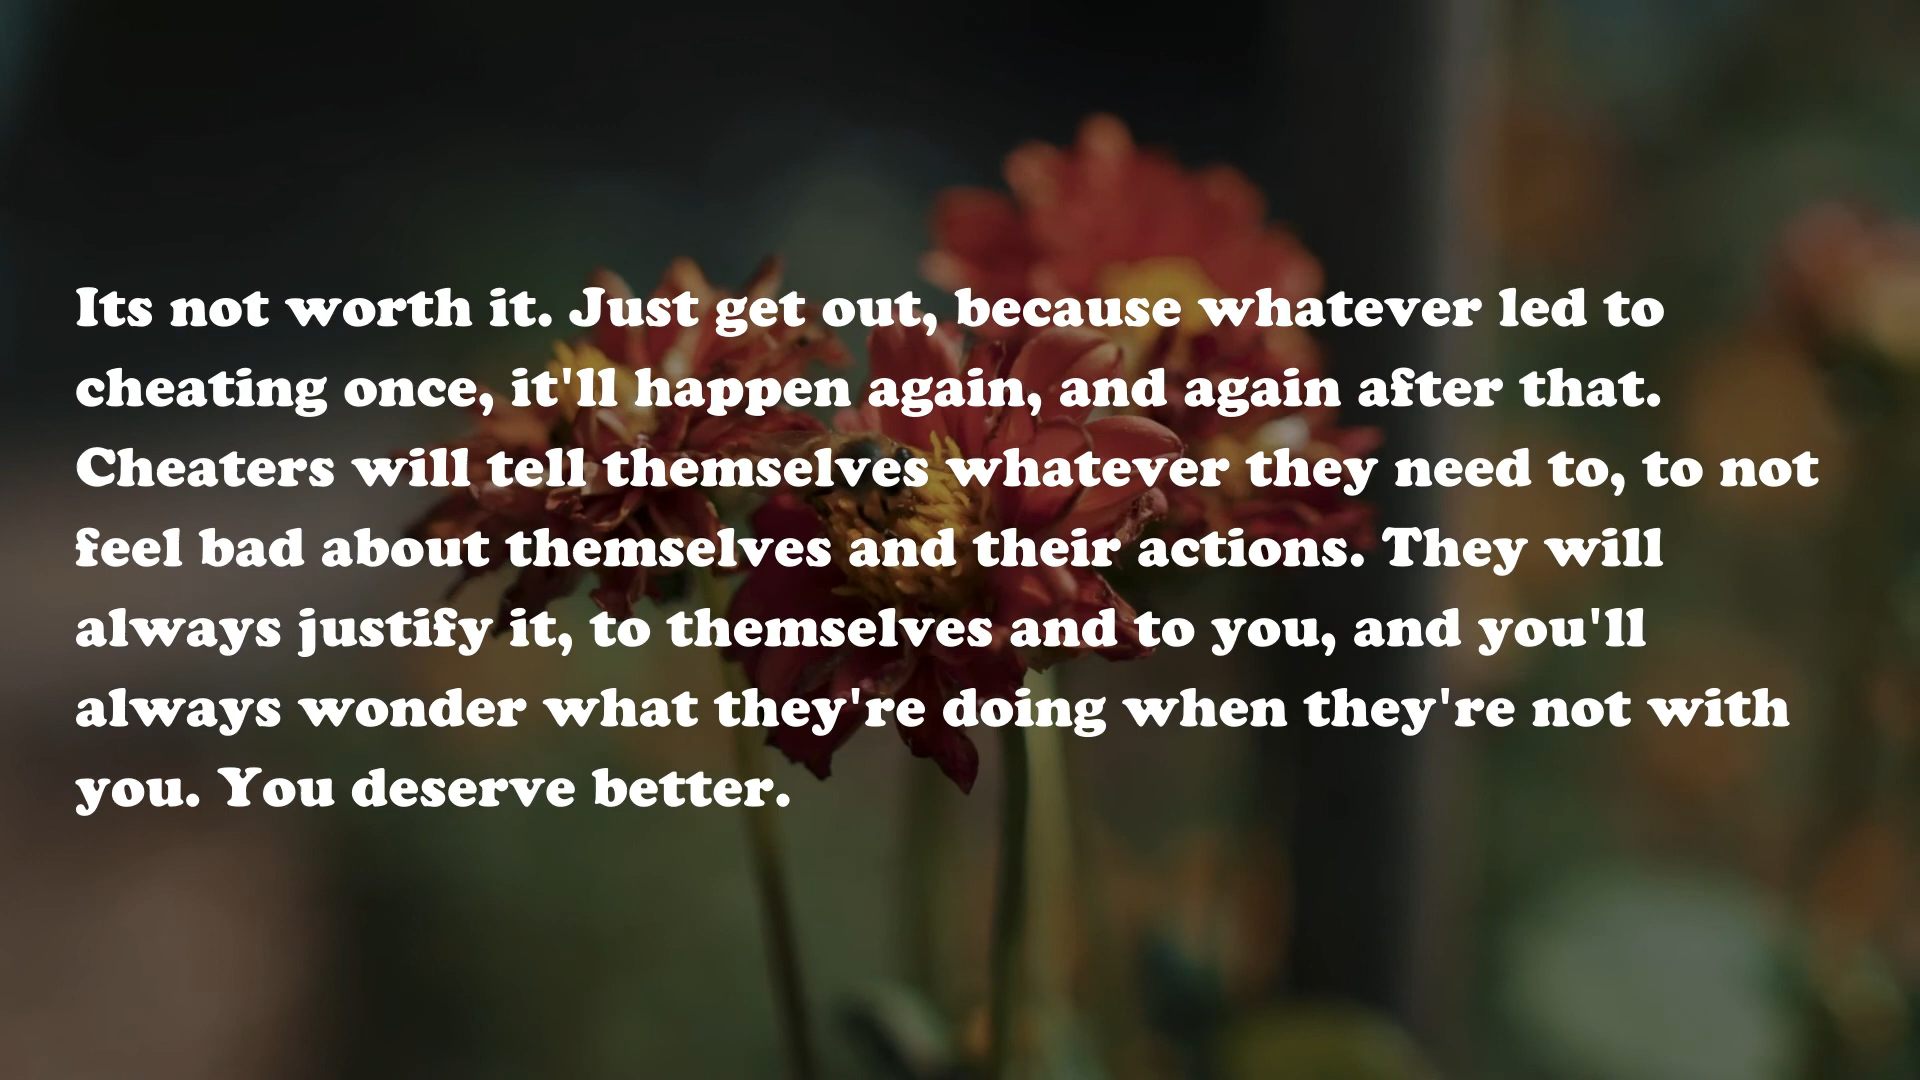 Its not worth it. Just get out, because whatever led to
cheating once, it'll happen again, and again after that.
Cheaters will tell themselves whatever they need to, to not
feel bad about themselves and their actions. They will
always justify it, to themselves and to you, and you'll
always wonder what they're doing when they're not with
you. You deserve better.